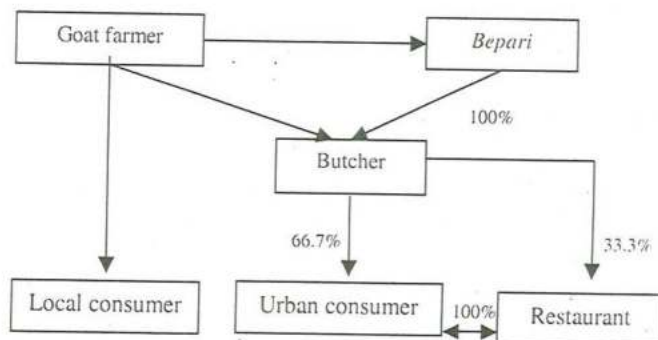 Goat farmer
Bepari
100%
Butcher
66.7%
33.3%
Local consumer
Urban consumer
100%
Restaurant